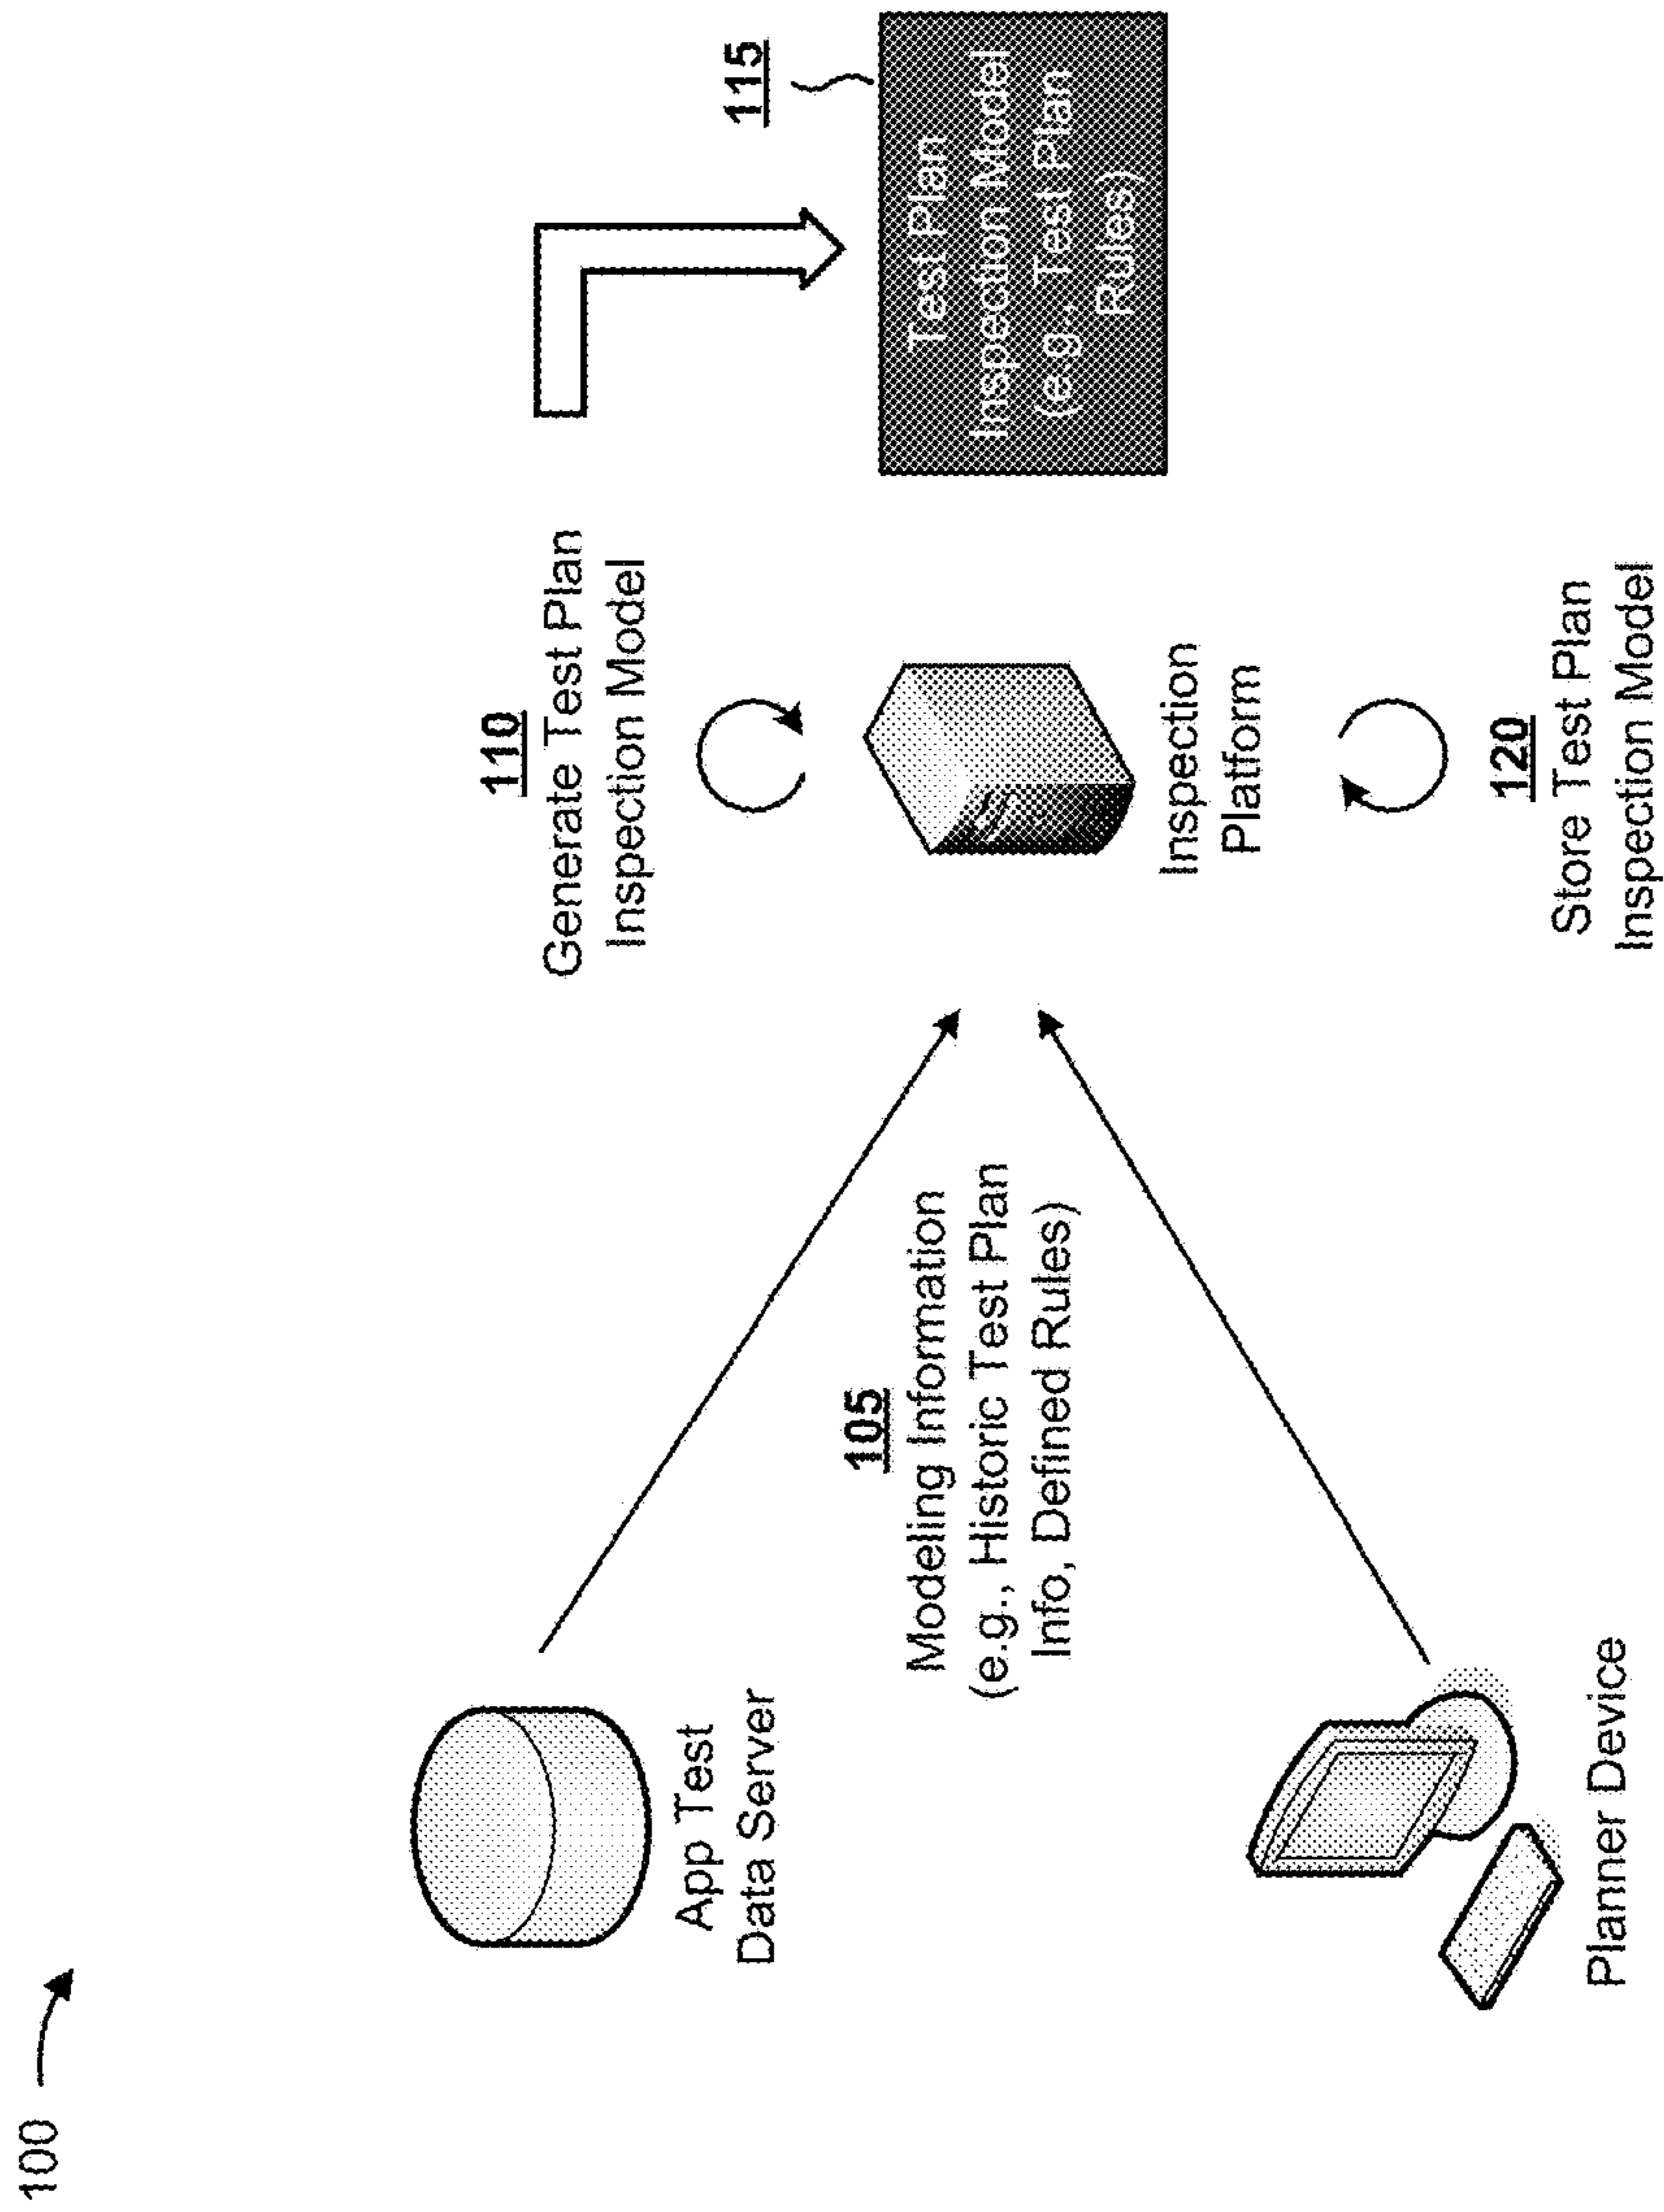 100
App Test
Data Server
105
Modeling Information
(e.g., Historic Test Plan
Info, Defined Rules)
Planner Device
110
Generate Test Plan
Inspection Model
Inspection
Platform
120
Store Test Plan
Inspection Model
115
Test Plan
Inspection Model
(e.g., Test Plan
Rules)